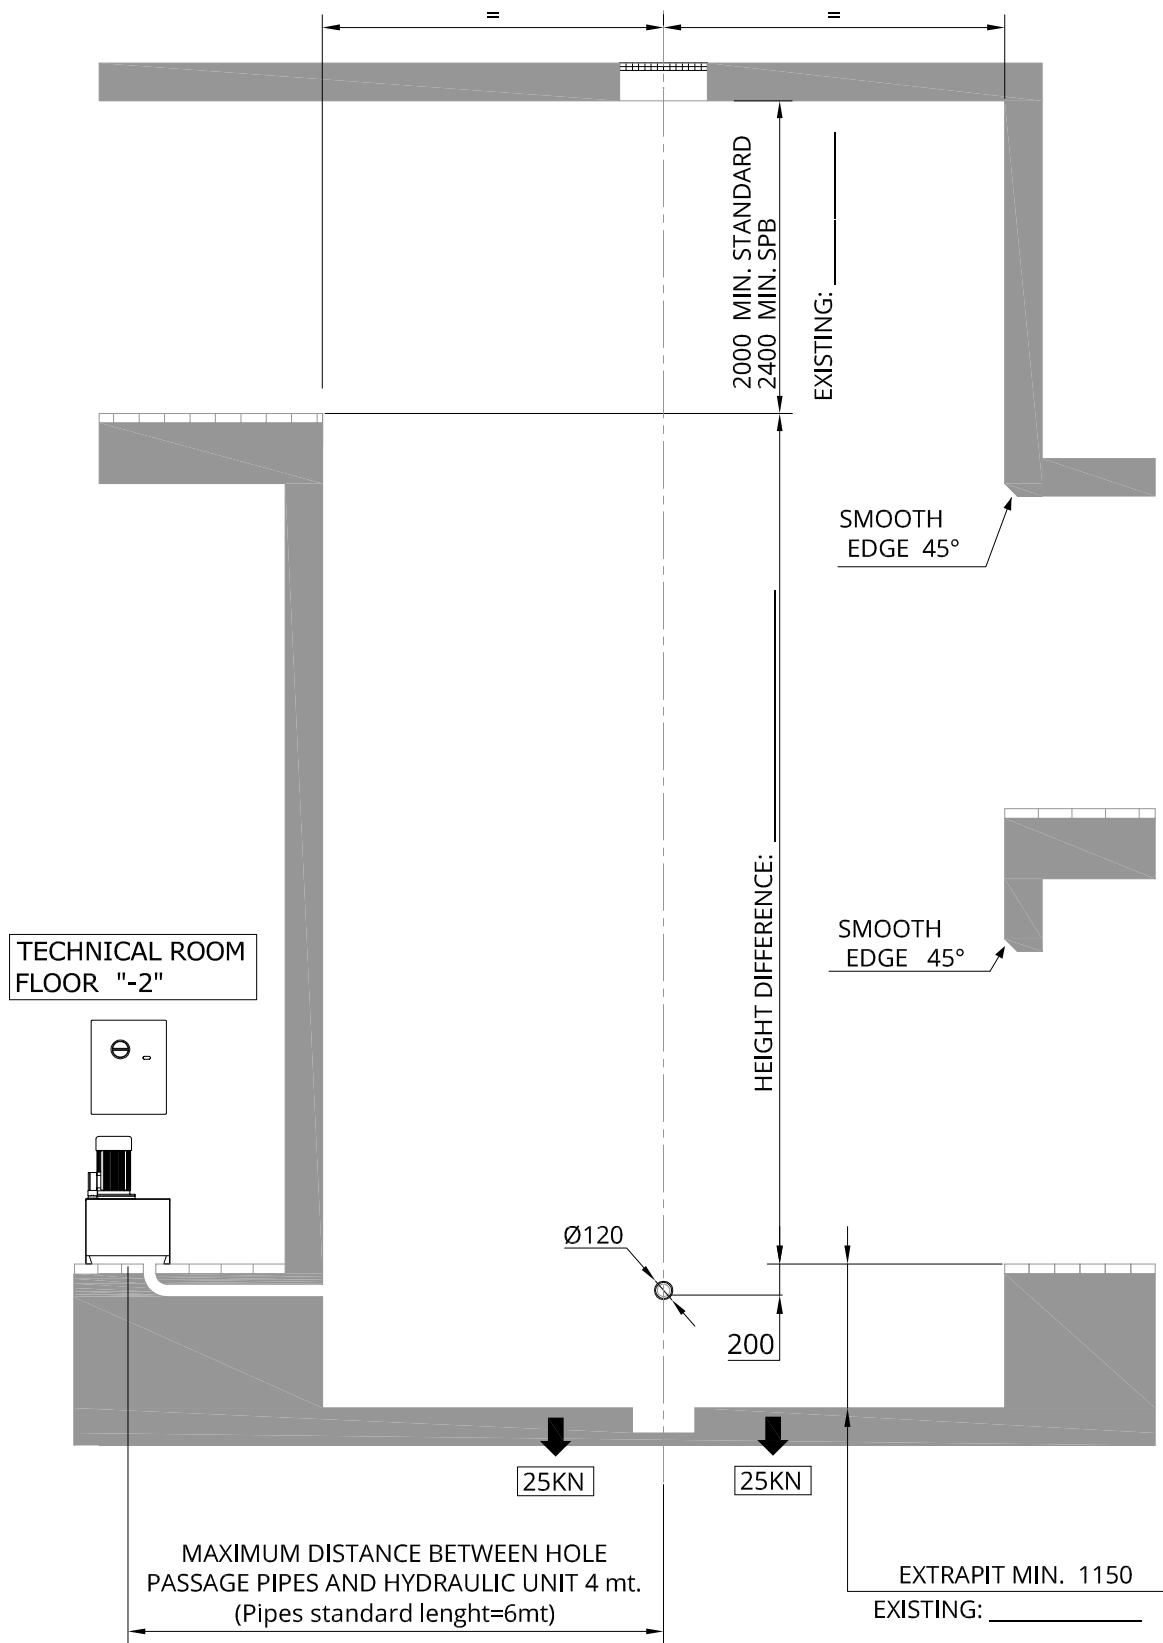 =
=
2000 MIN. STANDARD
2400 MIN. SPB
EXISTING:
SMOOTH
EDGE 45°
HEIGHT DIFFERENCE:
SMOOTH
EDGE 45°
TECHNICAL ROOM
FLOOR "-2"
Ø120
200
25KN
25KN
MAXIMUM DISTANCE BETWEEN HOLE
PASSAGE PIPES AND HYDRAULIC UNIT 4 mt.
(Pipes standard lenght=6mt)
EXTRAPIT MIN. 1150
EXISTING: